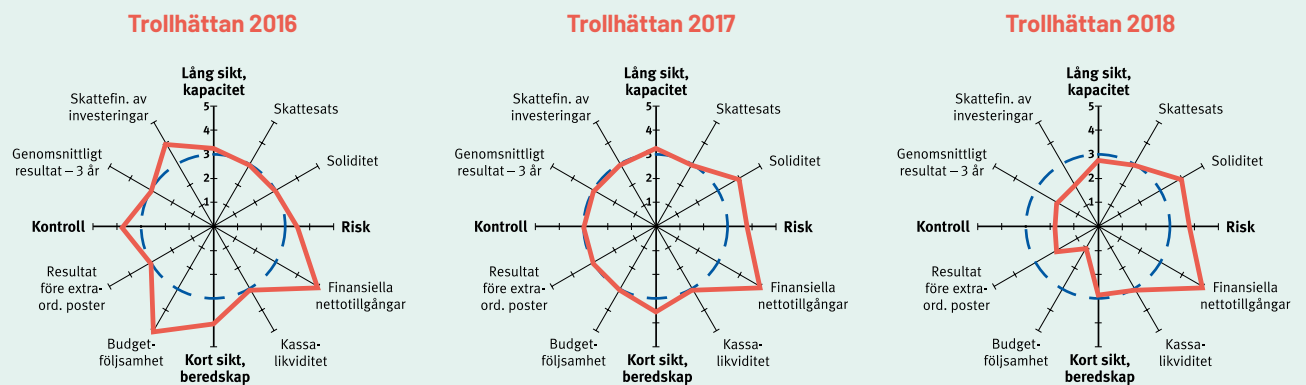 Trollhättan 2016
Lång sikt,
kapacitet
Skattefin. av
investeringar
Skattesats
5
4
3
2
1
Genomsnittligt
resultat – 3 år
Soliditet
Kontroll
Risk
Resultat
före extra-
ord. poster
Finansiella
nettotillgångar
Budget-
följsamhet
Kassa-
likviditet
Kort sikt,
beredskap
Trollhättan 2017
Lång sikt,
kapacitet
Skattefin. av
investeringar
Skattesats
5
4
3
2
1
Genomsnittligt
resultat – 3 år
Soliditet
Kontroll
Risk
Resultat
före extra-
ord. poster
Finansiella
nettotillgångar
Budget-
följsamhet
Kassa-
likviditet
Kort sikt,
beredskap
Trollhättan 2018
Lång sikt,
kapacitet
Skattefin. av
investeringar
Skattesats
5
4
3
2
1
Genomsnittligt
resultat – 3 år
Soliditet
Kontroll
Risk
Resultat
före extra-
ord. poster
Finansiella
nettotillgångar
Budget-
följsamhet
Kassa-
likviditet
Kort sikt,
beredskap